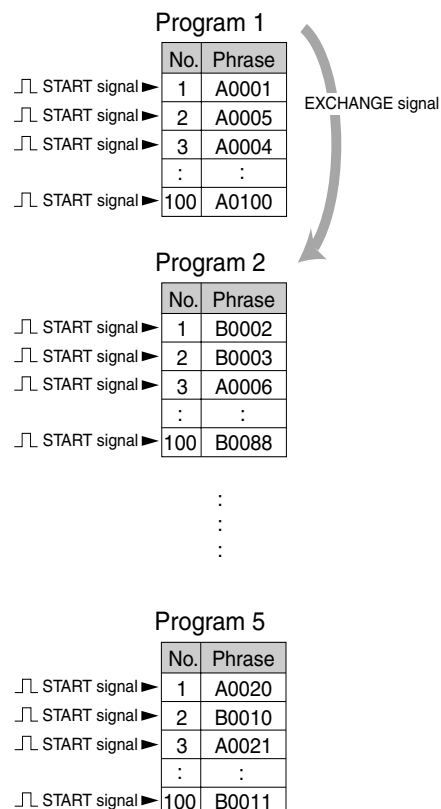 Program 1
No. Phrase
START signal 1 A0001
EXCHANGE signal
START signal 2 A0005
START signal 3 A0004
: :
START signal 100 A0100
Program 2
No. Phrase
START signal 1 B0002
START signal 2 B0003
START signal 3 A0006
: :
START signal 100 B0088
:
:
:
Program 5
No. Phrase
START signal 1 A0020
START signal 2 B0010
START signal 3 A0021
: :
START signal 100 B0011